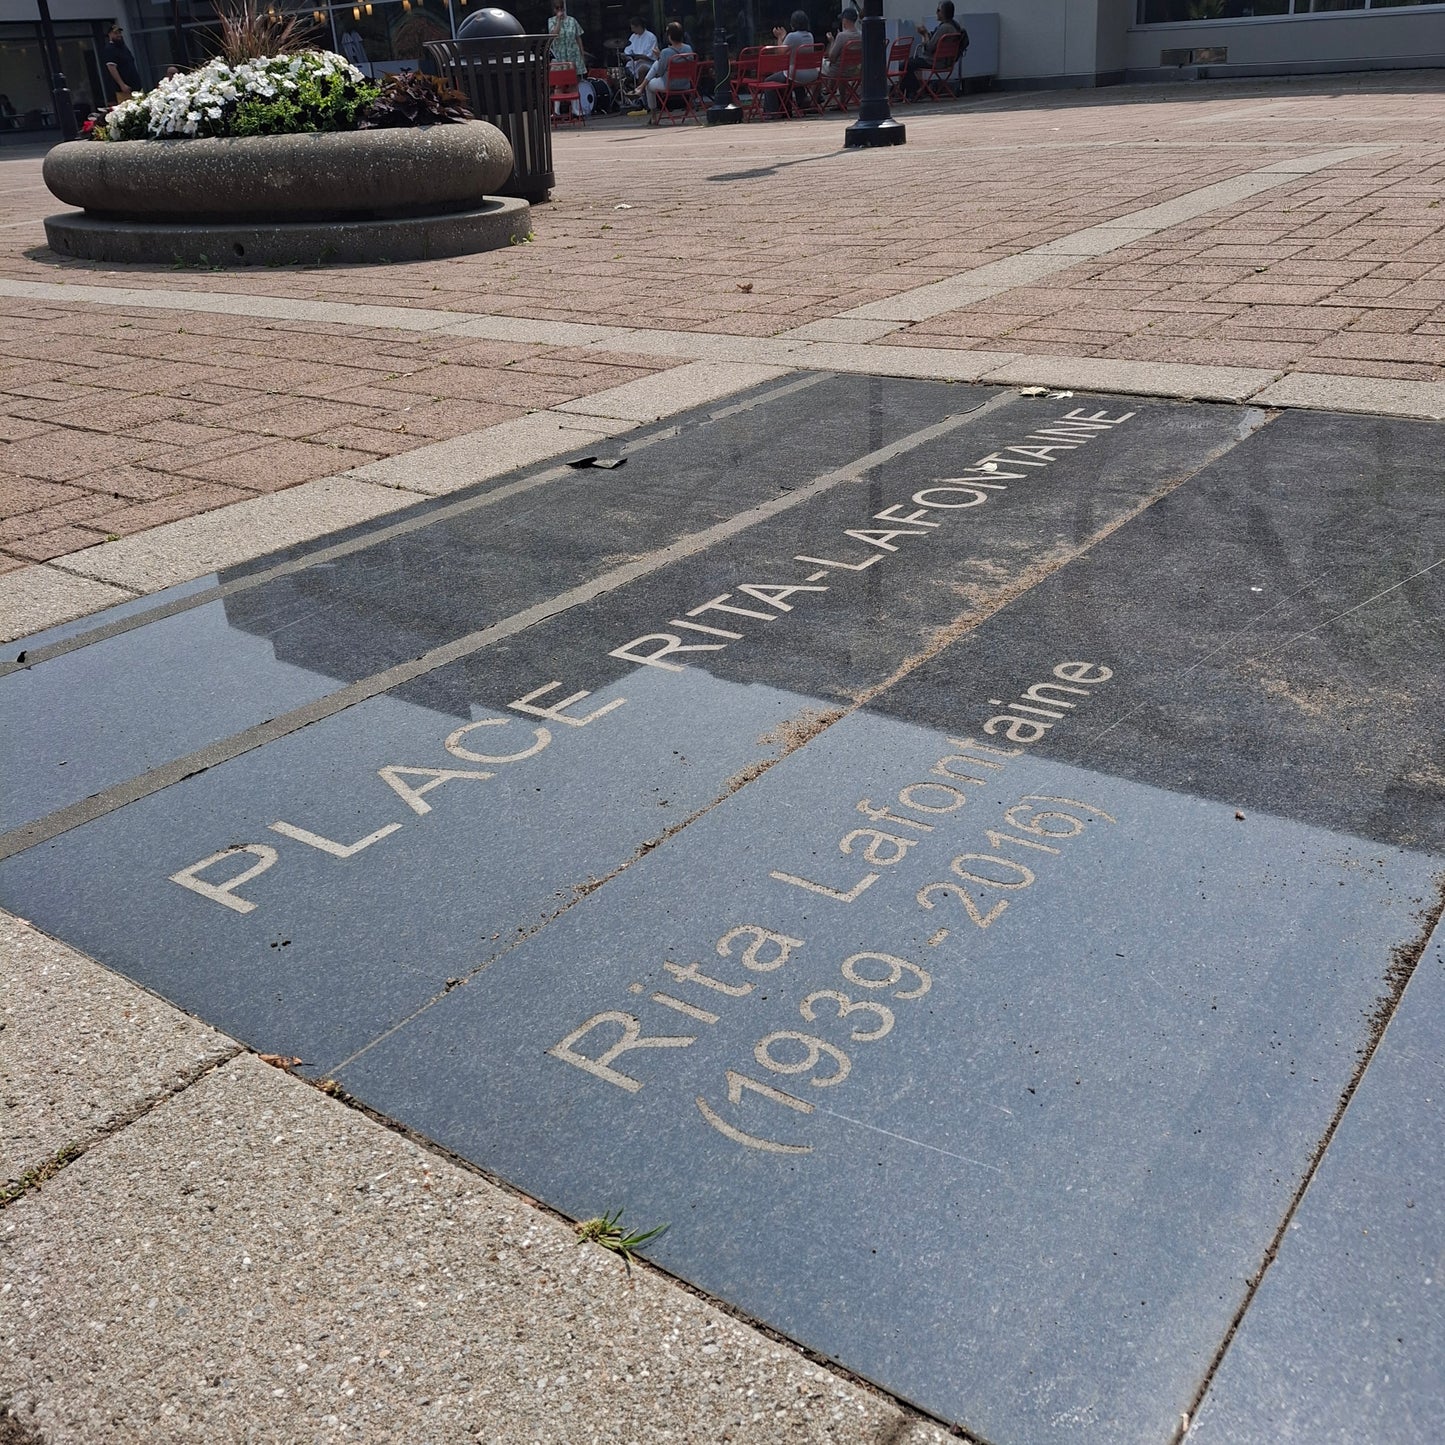 PLACE RITA-LAFONTAINE
Rita Lafontaine
(1939-2016)